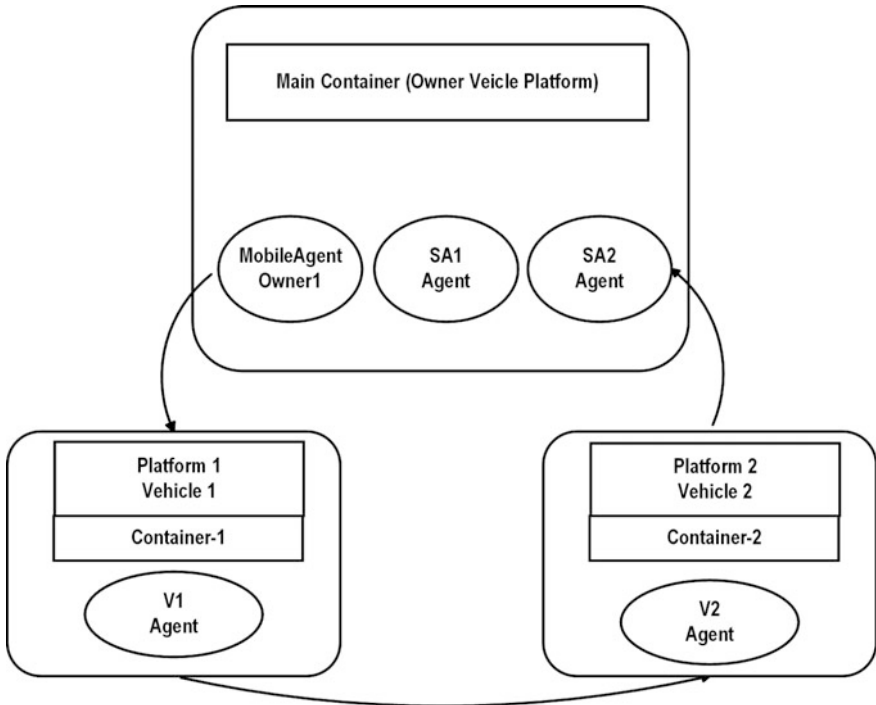 Main Container (Owner Veicle Platform)
MobileAgent
Owner1
SA1
Agent
SA2
Agent
Platform 1
Vehicle 1
Container-1
V1
Agent
Platform 2
Vehicle 2
Container-2
V2
Agent